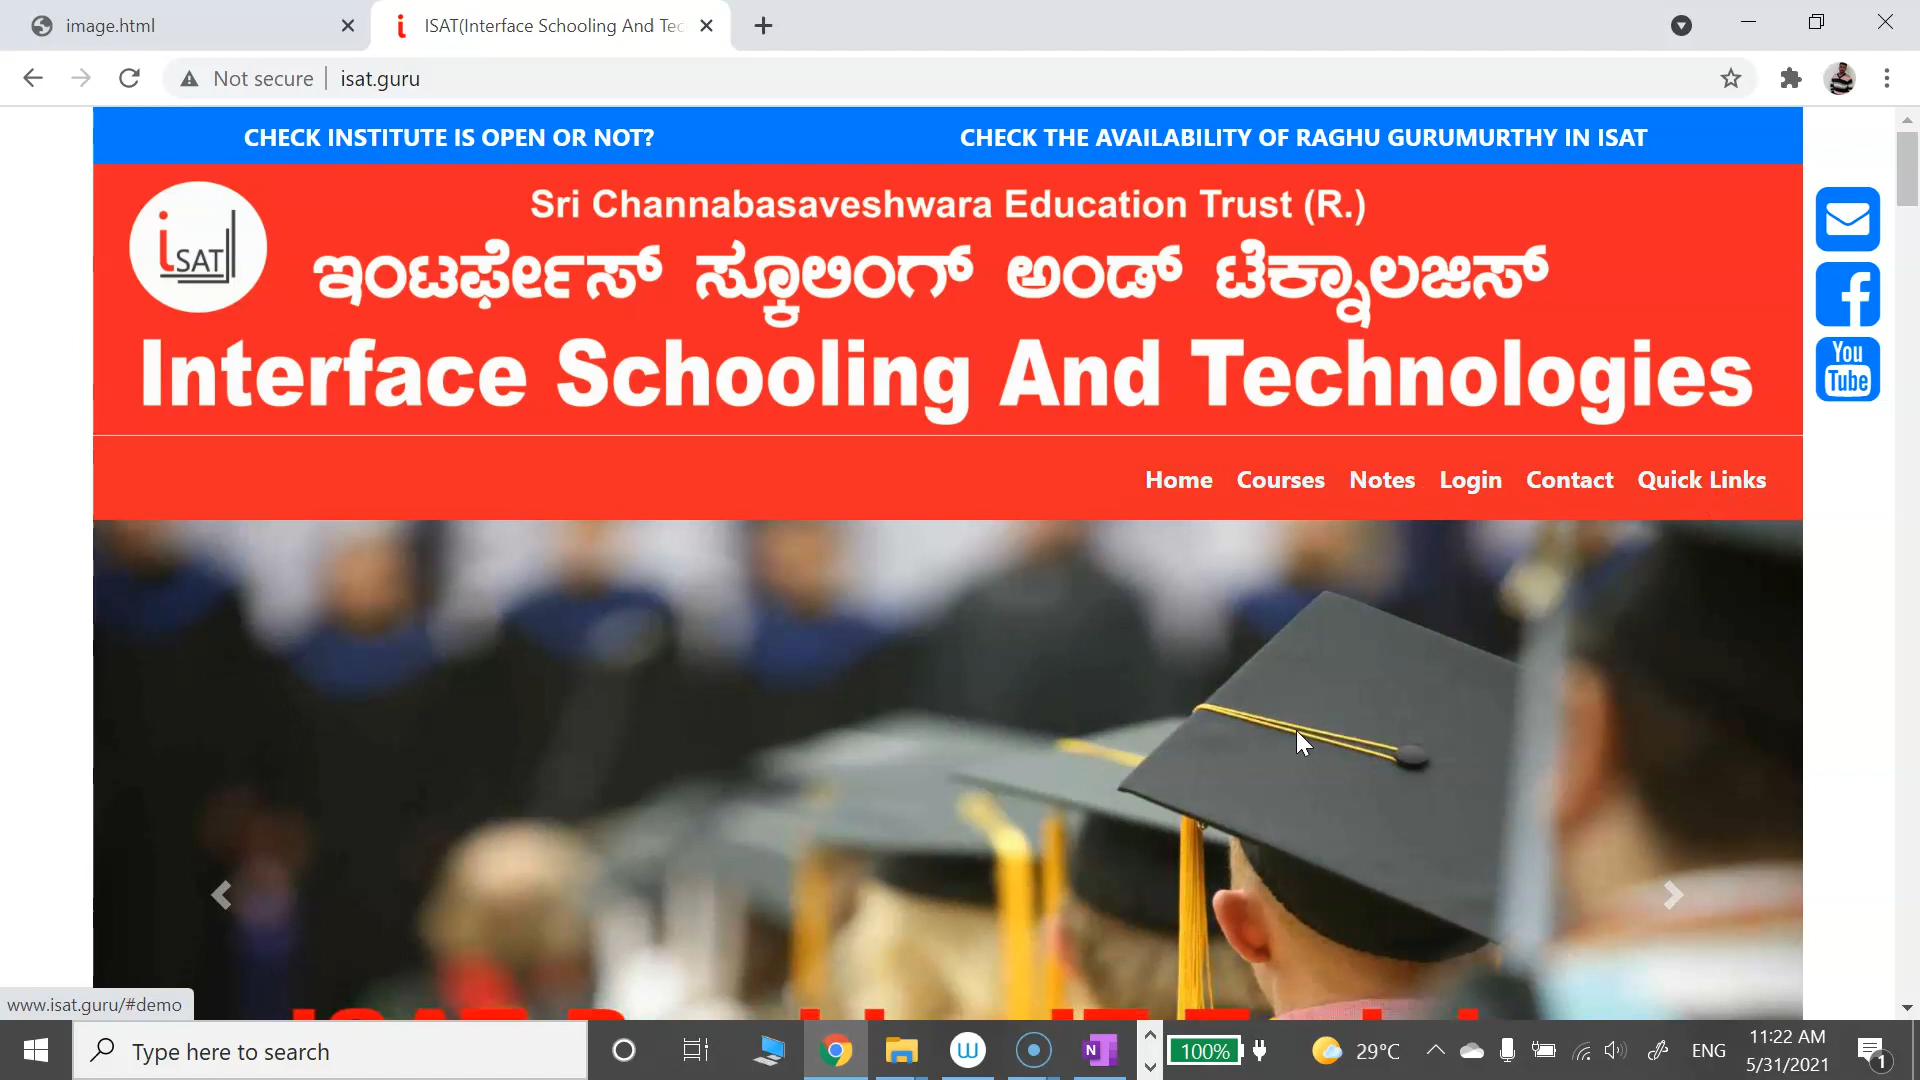 image.html
ISAT(Interface Schooling And Tec
Not secure
isat.guru
CHECK INSTITUTE IS OPEN OR NOT?
CHECK THE AVAILABILITY OF RAGHU GURUMURTHY IN ISAT
iSAT
Sri Channabasaveshwara Education Trust (R.)
ಇಂಟರ್ಫೇಸ್ ಸ್ಕೂಲಿಂಗ್ ಅಂಡ್ ಟೆಕ್ನಾಲಜಿಸ್
Interface Schooling And Technologies
You
Tube
Home Courses Notes Login Contact Quick Links
www.isat.guru/#demo
Type here to search
100%
29°C
ENG
11:22 AM
5/31/2021
1